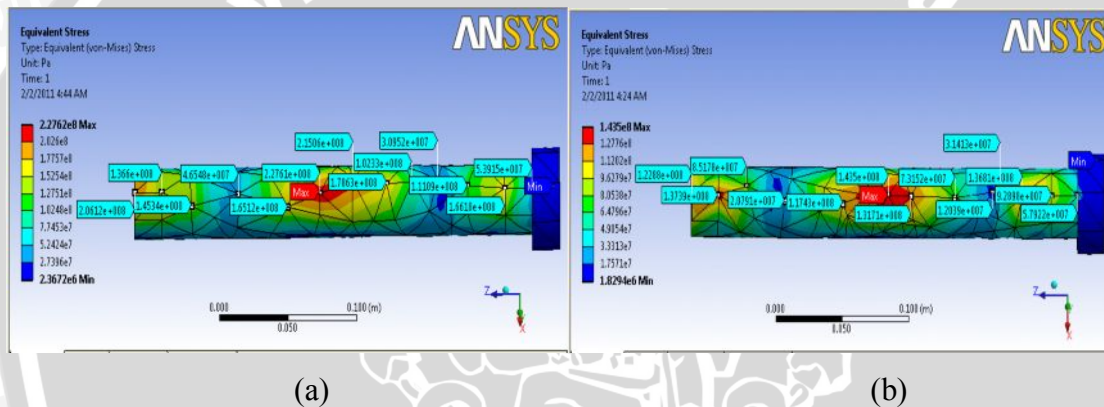 Equivalent Stress
Type: Equivalent (von-Mises) Stress
Unit: Pa
Time: 1
2/2/2011 4:44 AM
ANSYS
2.2762e8 Max
2.026e8
1.7757e8
1.5254e8
1.2751e8
1.0248e8
7.7453e7
5.2424e7
2.7396e7
2.3672e6 Min
2.1506e+008
3.0952e+007
1.366e+008
4.6548e+007
2.2761e+008
1.0233e+008
5.3915e+007
1.7863e+008
1.1109e+008
Max
Min
2.0612e+008
1.4534e+008
1.6512e+008
1.6618e+008
0.000
0.100 (m)
0.050
Z
X
(a)
Equivalent Stress
Type: Equivalent (von-Mises) Stress
Unit: Pa
Time: 1
2/2/2011 4:24 AM
ANSYS
1.435e8 Max
1.2776e8
1.1202e8
9.6279e7
8.0538e7
6.4796e7
4.9054e7
3.3313e7
1.7571e7
1.8294e6 Min
3.1413e+007
Min
1.2288e+008
8.5178e+007
1.435e+008
7.3152e+007
1.3681e+008
1.3739e+008
2.0791e+007
1.1743e+008
Max
1.3171e+008
1.2039e+008
5.7922e+007
0.000
0.100 (m)
0.050
Z
X
(b)